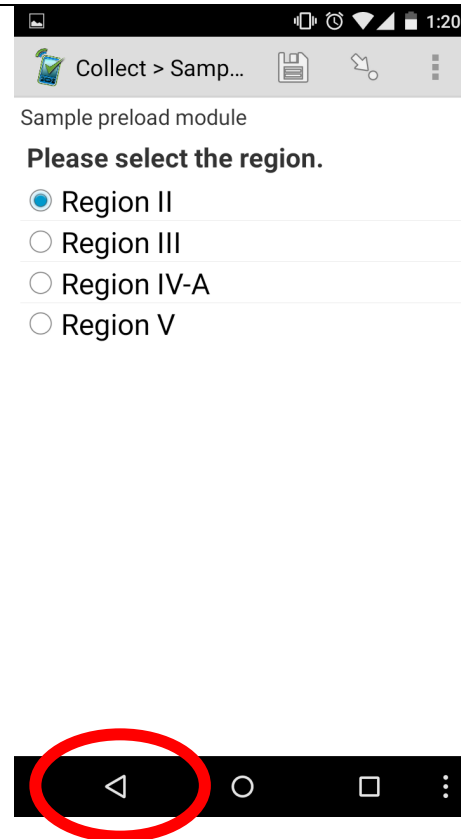 1:20
Collect > Samp...
Sample preload module
Please select the region.
Region II
Region III
Region IV-A
Region V